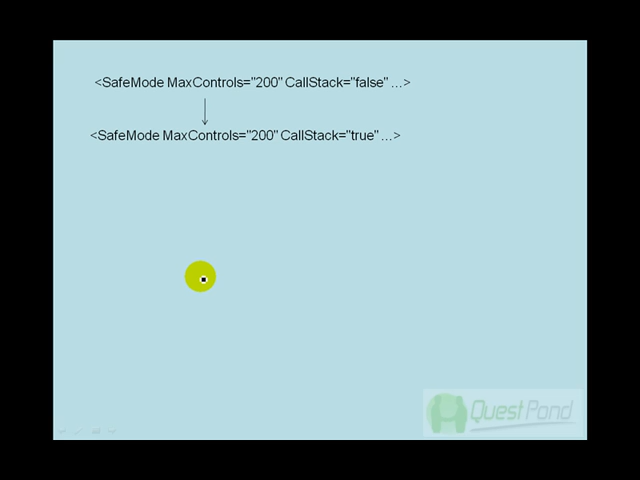 <SafeMode MaxControls="200" CallStack="false" ...>
<SafeMode MaxControls="200" CallStack="true" ...>
QuestPond